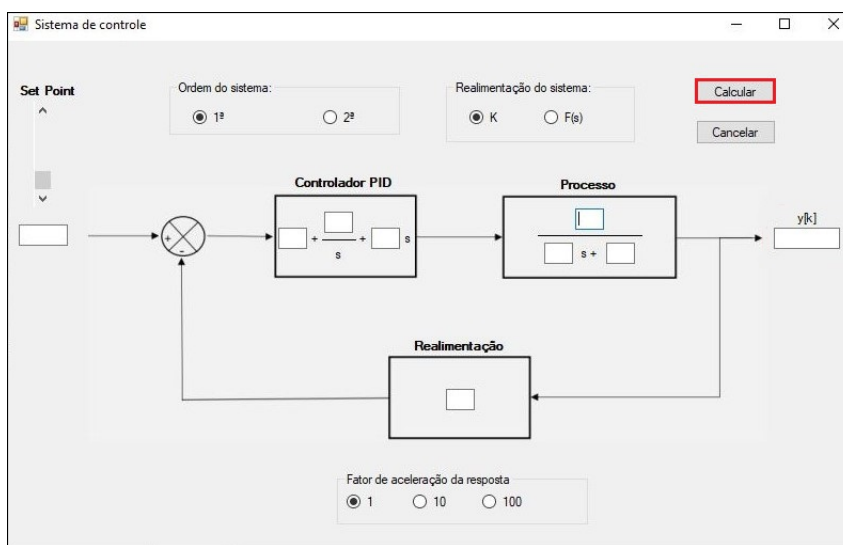 Sistema de controle
Set Point
Ordem do sistema:
1ª
2ª
Realimentação do sistema:
K
F(s)
Calcular
Cancelar
Controlador PID
+
+
s
s
Processo
s +
y[k]
+
-
Realimentação
Fator de aceleração da resposta
1
10
100